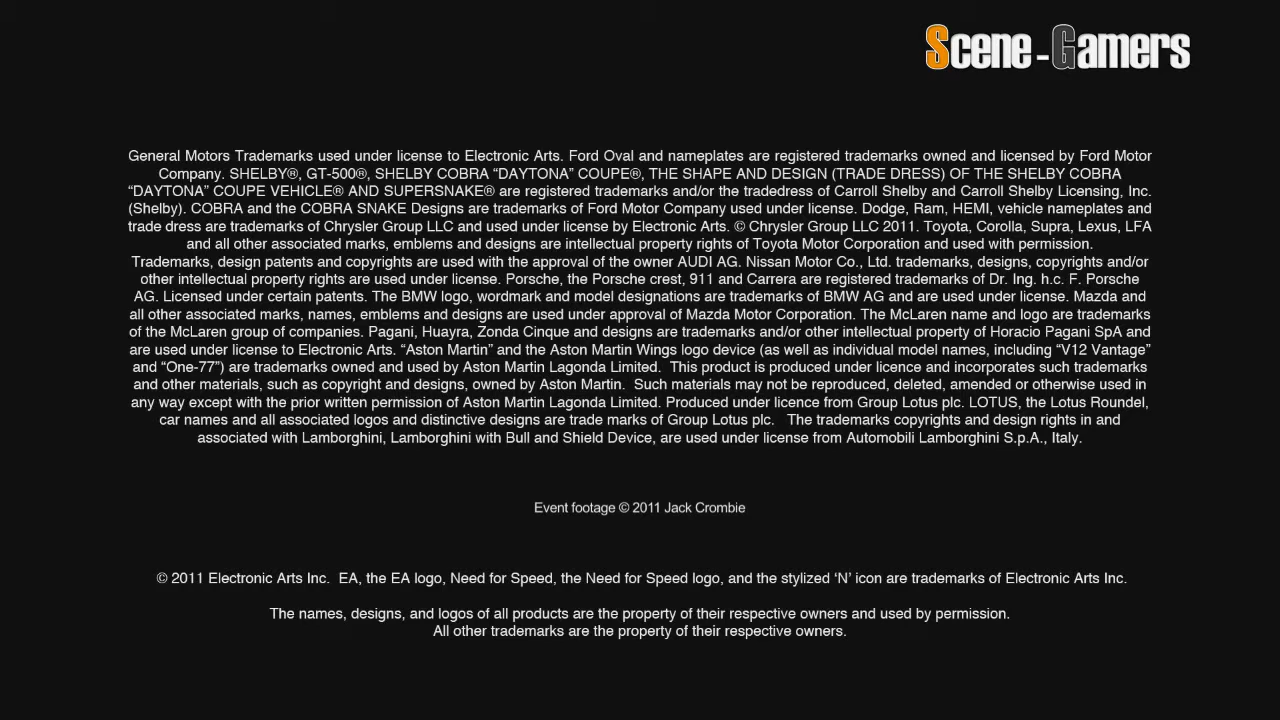 Scene-Gamers
General Motors Trademarks used under license to Electronic Arts. Ford Oval and nameplates are registered trademarks owned and licensed by Ford Motor
Company. SHELBY®, GT-500®, SHELBY COBRA “DAYTONA” COUPE®, THE SHAPE AND DESIGN (TRADE DRESS) OF THE SHELBY COBRA
“DAYTONA” COUPE VEHICLE® AND SUPERSNAKE® are registered trademarks and/or the tradedress of Carroll Shelby and Carroll Shelby Licensing, Inc.
(Shelby). COBRA and the COBRA SNAKE Designs are trademarks of Ford Motor Company used under license. Dodge, Ram, HEMI, vehicle nameplates and
trade dress are trademarks of Chrysler Group LLC and used under license by Electronic Arts. © Chrysler Group LLC 2011. Toyota, Corolla, Supra, Lexus, LFA
and all other associated marks, emblems and designs are intellectual property rights of Toyota Motor Corporation and used with permission.
Trademarks, design patents and copyrights are used with the approval of the owner AUDI AG. Nissan Motor Co., Ltd. trademarks, designs, copyrights and/or
other intellectual property rights are used under license. Porsche, the Porsche crest, 911 and Carrera are registered trademarks of Dr. Ing. h.c. F. Porsche
AG. Licensed under certain patents. The BMW logo, wordmark and model designations are trademarks of BMW AG and are used under license. Mazda and
all other associated marks, names, emblems and designs are used under approval of Mazda Motor Corporation. The McLaren name and logo are trademarks
of the McLaren group of companies. Pagani, Huayra, Zonda Cinque and designs are trademarks and/or other intellectual property of Horacio Pagani SpA and
are used under license to Electronic Arts. “Aston Martin” and the Aston Martin Wings logo device (as well as individual model names, including “V12 Vantage”
and “One-77”) are trademarks owned and used by Aston Martin Lagonda Limited. This product is produced under licence and incorporates such trademarks
and other materials, such as copyright and designs, owned by Aston Martin. Such materials may not be reproduced, deleted, amended or otherwise used in
any way except with the prior written permission of Aston Martin Lagonda Limited. Produced under licence from Group Lotus plc. LOTUS, the Lotus Roundel,
car names and all associated logos and distinctive designs are trade marks of Group Lotus plc. The trademarks copyrights and design rights in and
associated with Lamborghini, Lamborghini with Bull and Shield Device, are used under license from Automobili Lamborghini S.p.A., Italy.
Event footage © 2011 Jack Crombie
© 2011 Electronic Arts Inc. EA, the EA logo, Need for Speed, the Need for Speed logo, and the stylized ‘N’ icon are trademarks of Electronic Arts Inc.
The names, designs, and logos of all products are the property of their respective owners and used by permission.
All other trademarks are the property of their respective owners.